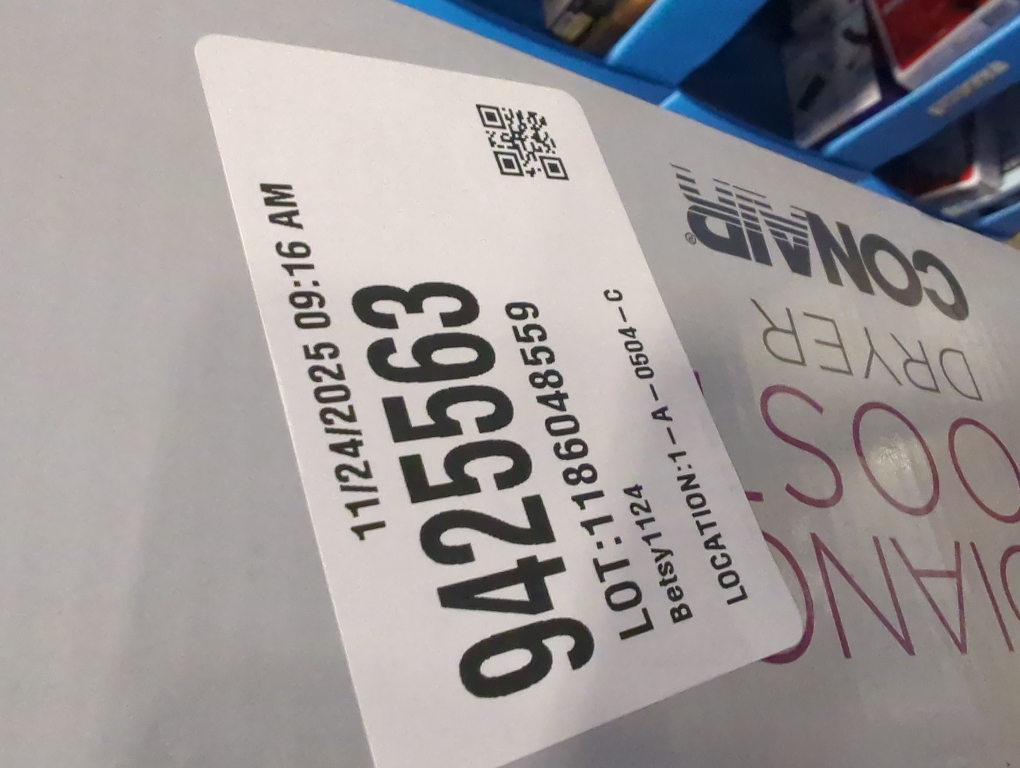 11/24/2025 09:16 AM
9425563
LOT:1186048559
Betsy1124
LOCATION:1-A-0504-C
CONAIR®
DRYER